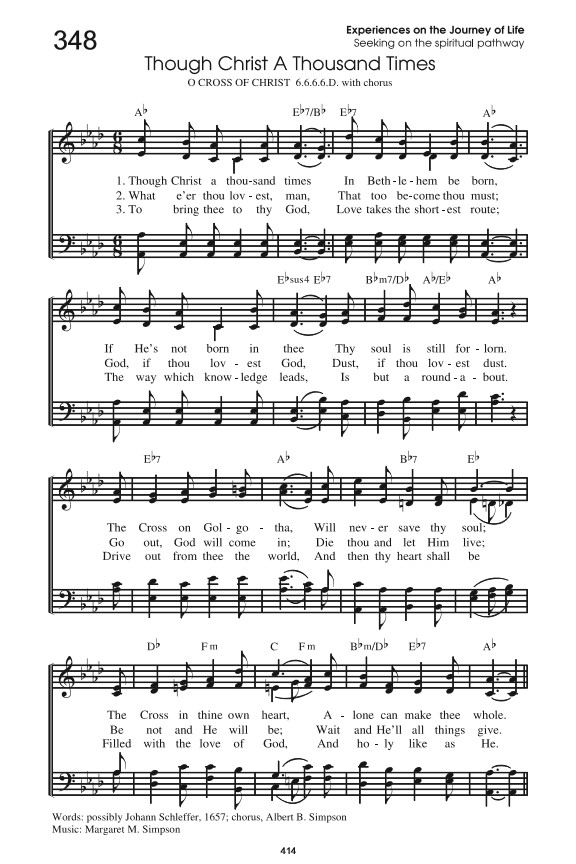 348
Experiences on the Journey of Life
Seeking on the spiritual pathway
Though Christ A Thousand Times
O CROSS OF CHRIST 6.6.6.6.D. with chorus
A♭ E♭7/B♭ E♭7 A♭
1. Though Christ a thou-sand times In Beth-le-hem be born,
2. What e'er thou lov-est, man, That too be-come thou must;
3. To bring thee to thy God, Love takes the short-est route;
E♭sus4 E♭7 B♭m7/D♭ A♭/E♭ A♭
If He's not born in thee Thy soul is still for-lorn.
God, if thou lov-est God, Dust, if thou lov-est dust.
The way which know-ledge leads, Is but a round-a-bout.
E♭7 A♭ B♭7 E♭
The Cross on Gol-go-tha, Will nev-er save thy soul;
Go out, God will come in; Die thou and let Him live;
Drive out from thee the world, And then thy heart shall be
D♭ Fm C Fm B♭m/D♭ E♭7 A♭
The Cross in thine own heart, A-lone can make thee whole.
Be not and He will be; Wait and He'll all things give.
Filled with the love of God, And ho-ly like as He.
Words: possibly Johann Schleffer, 1657; chorus, Albert B. Simpson
Music: Margaret M. Simpson
414